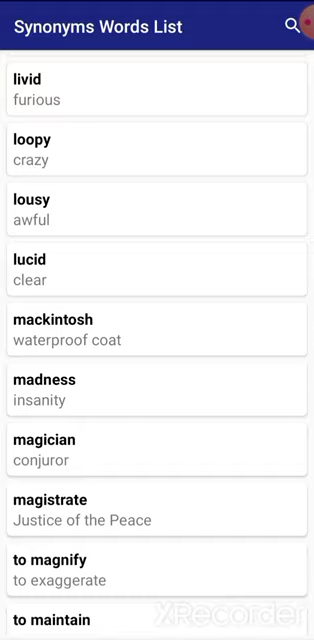 Synonyms Words List
livid
furious
loopy
crazy
lousy
awful
lucid
clear
mackintosh
waterproof coat
madness
insanity
magician
conjuror
magistrate
Justice of the Peace
to magnify
to exaggerate
to maintain
XRecorder